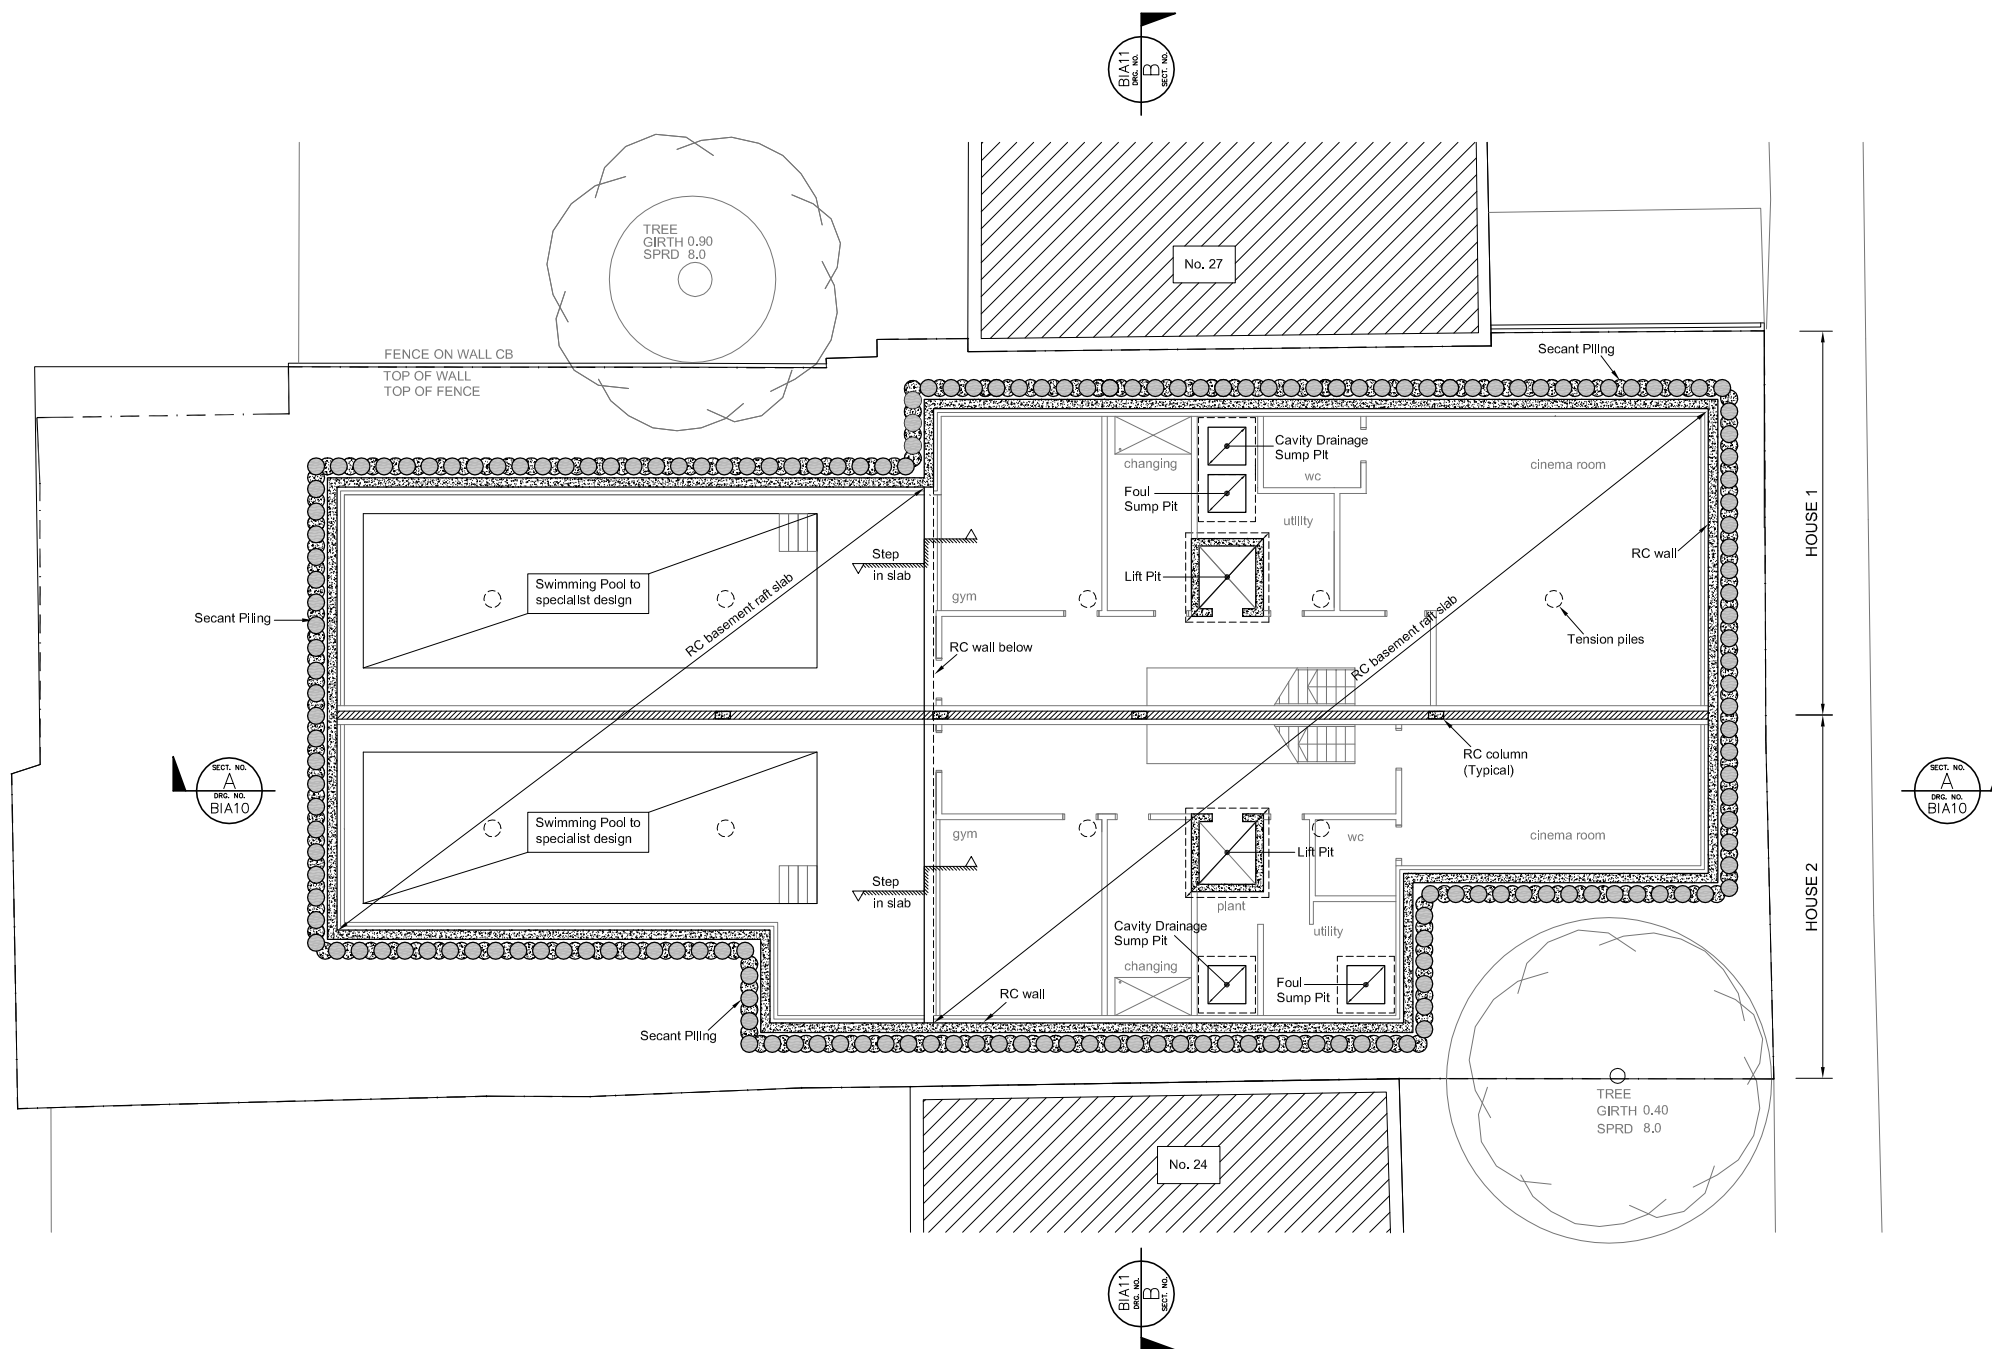 BIA11
DRG. NO.
B
SECT. NO.
TREE
GIRTH 0.90
SPRD 8.0
No. 27
FENCE ON WALL CB
TOP OF WALL
TOP OF FENCE
Secant Piling
Cavity Drainage
Sump Pit
changing
cinema room
wc
Foul
Sump Pit
utility
HOUSE 1
Step
in slab
RC wall
Lift Pit
Swimming Pool to
specialist design
RC basement raft slab
gym
RC basement raft slab
Secant Piling
Tension piles
RC wall below
RC column
(Typical)
SECT. NO.
A
DRG. NO.
BIA10
SECT. NO.
A
DRG. NO.
BIA10
Swimming Pool to
specialist design
gym
wc
cinema room
Lift Pit
Step
in slab
HOUSE 2
plant
Cavity Drainage
Sump Pit
utility
changing
Foul
Sump Pit
RC wall
Secant Piling
TREE
GIRTH 0.40
SPRD 8.0
No. 24
BIA11
DRG. NO.
B
SECT. NO.